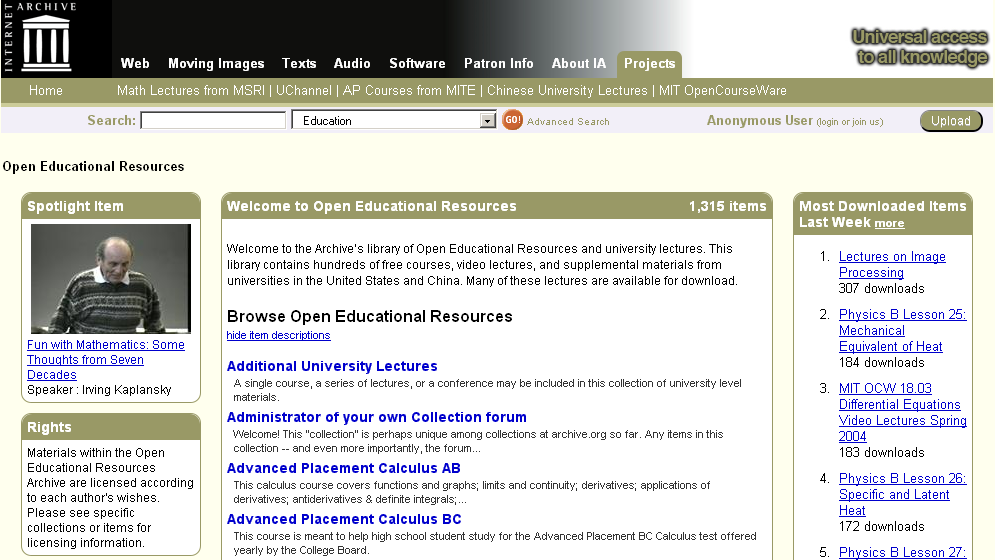 INTERNET ARCHIVE
Universal access
to all knowledge
Web Moving Images Texts Audio Software Patron Info About IA Projects
Home Math Lectures from MSRI | UChannel | AP Courses from MITE | Chinese University Lectures | MIT OpenCourseWare
Search: Education GO! Advanced Search Anonymous User (login or join us) Upload
Open Educational Resources
Spotlight Item
Fun with Mathematics: Some
Thoughts from Seven
Decades
Speaker : Irving Kaplansky
Rights
Materials within the Open
Educational Resources
Archive are licensed according
to each author's wishes.
Please see specific
collections or items for
licensing information.
Welcome to Open Educational Resources 1,315 items
Welcome to the Archive's library of Open Educational Resources and university lectures. This
library contains hundreds of free courses, video lectures, and supplemental materials from
universities in the United States and China. Many of these lectures are available for download.
Browse Open Educational Resources
hide item descriptions
Additional University Lectures
A single course, a series of lectures, or a conference may be included in this collection of university level
materials.
Administrator of your own Collection forum
Welcome! This "collection" is perhaps unique among collections at archive.org so far. Any items in this
collection -- and even more importantly, the forum...
Advanced Placement Calculus AB
This calculus course covers functions and graphs; limits and continuity; derivatives; applications of
derivatives; antiderivatives & definite integrals;...
Advanced Placement Calculus BC
This course is meant to help high school student study for the Advanced Placement BC Calculus test offered
yearly by the College Board.
Most Downloaded Items
Last Week more
1. Lectures on Image
Processing
307 downloads
2. Physics B Lesson 25:
Mechanical
Equivalent of Heat
184 downloads
3. MIT OCW 18.03
Differential Equations
Video Lectures Spring
2004
183 downloads
4. Physics B Lesson 26:
Specific and Latent
Heat
172 downloads
5. Physics B Lesson 27: